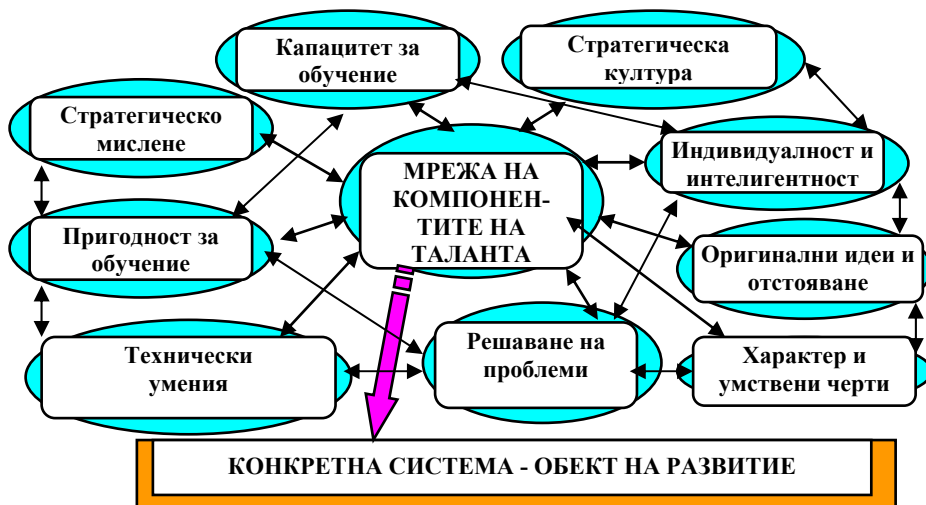 Капацитет за
обучение
Стратегическа
култура
Стратегическо
мислене
МРЕЖА НА
КОМПОНЕН-
ТИТЕ НА
ТАЛАНТА
Индивидуалност и
интелигентност
Пригодност за
обучение
Оригинални идеи и
отстояване
Технически
умения
Решаване на
проблеми
Характер и
умствени черти
КОНКРЕТНА СИСТЕМА - ОБЕКТ НА РАЗВИТИЕ